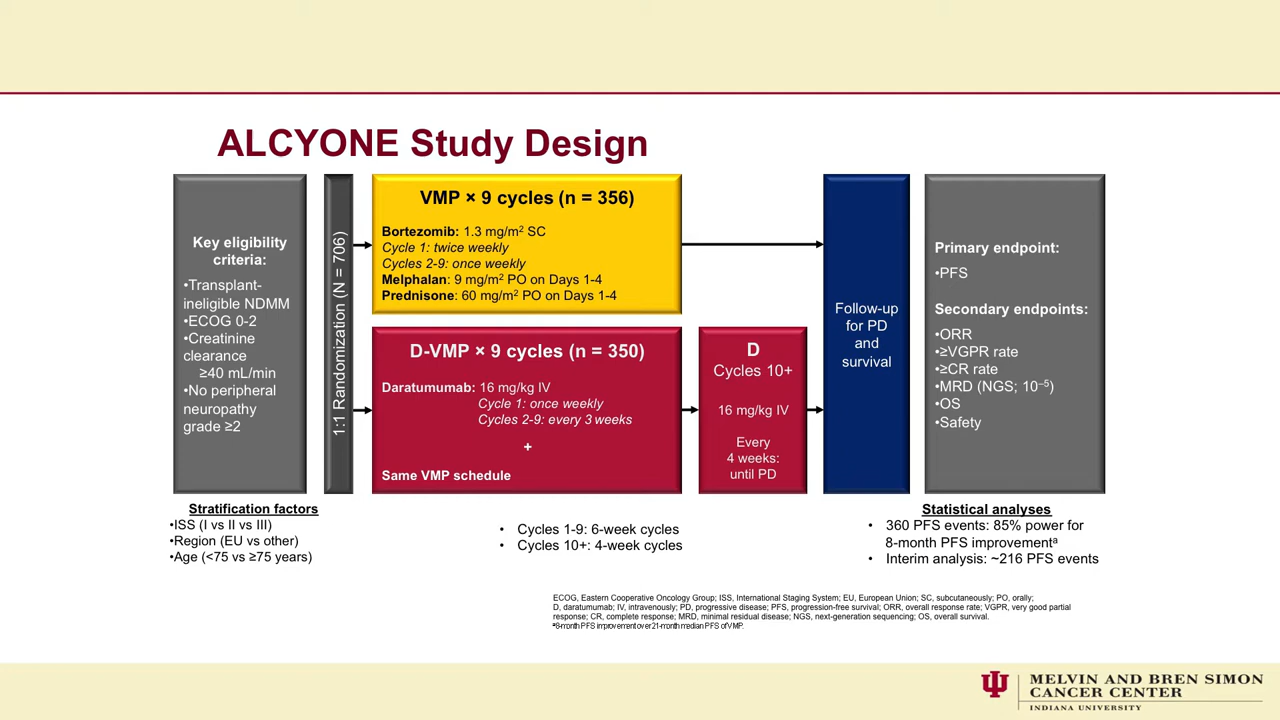 ALCYONE Study Design
Key eligibility
criteria:
•Transplant-
ineligible NDMM
•ECOG 0-2
•Creatinine
clearance
≥40 mL/min
•No peripheral
neuropathy
grade ≥2
1:1 Randomization (N = 706)
VMP × 9 cycles (n = 356)
Bortezomib: 1.3 mg/m² SC
Cycle 1: twice weekly
Cycles 2-9: once weekly
Melphalan: 9 mg/m² PO on Days 1-4
Prednisone: 60 mg/m² PO on Days 1-4
D-VMP × 9 cycles (n = 350)
Daratumumab: 16 mg/kg IV
Cycle 1: once weekly
Cycles 2-9: every 3 weeks
+
Same VMP schedule
D
Cycles 10+
16 mg/kg IV
Every
4 weeks:
until PD
Follow-up
for PD
and
survival
Primary endpoint:
•PFS
Secondary endpoints:
•ORR
•≥VGPR rate
•≥CR rate
•MRD (NGS; 10⁻⁵)
•OS
•Safety
Stratification factors
•ISS (I vs II vs III)
•Region (EU vs other)
•Age (<75 vs ≥75 years)
• Cycles 1-9: 6-week cycles
• Cycles 10+: 4-week cycles
Statistical analyses
• 360 PFS events: 85% power for
8-month PFS improvementᵃ
• Interim analysis: ~216 PFS events
ECOG, Eastern Cooperative Oncology Group; ISS, International Staging System; EU, European Union; SC, subcutaneously; PO, orally;
D, daratumumab; IV, intravenously; PD, progressive disease; PFS, progression-free survival; ORR, overall response rate; VGPR, very good partial
response; CR, complete response; MRD, minimal residual disease; NGS, next-generation sequencing; OS, overall survival.
ᵃ8-month PFS improvement over 21-month median PFS of VMP.
MELVIN AND BREN SIMON
CANCER CENTER
INDIANA UNIVERSITY